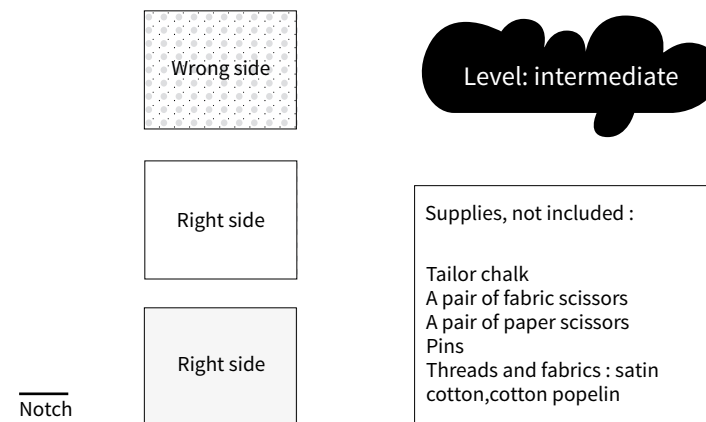 Wrong side
Level: intermediate
Right side
Supplies, not included :
Tailor chalk
A pair of fabric scissors
A pair of paper scissors
Pins
Threads and fabrics : satin
cotton,cotton popelin
Right side
Notch